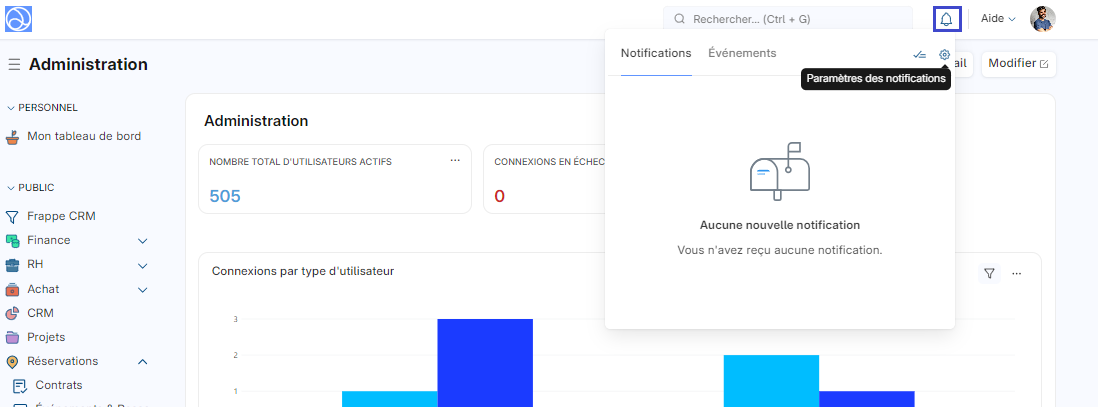 Rechercher... (Ctrl + G)
Aide
Administration
Notifications
Événements
ail
Modifier
Paramètres des notifications
PERSONNEL
Mon tableau de bord
PUBLIC
Frappe CRM
Finance
RH
Achat
CRM
Projets
Réservations
Contrats
Administration
NOMBRE TOTAL D'UTILISATEURS ACTIFS
505
CONNEXIONS EN ÉCHEC
0
Aucune nouvelle notification
Vous n'avez reçu aucune notification.
Connexions par type d'utilisateur
3
2
1